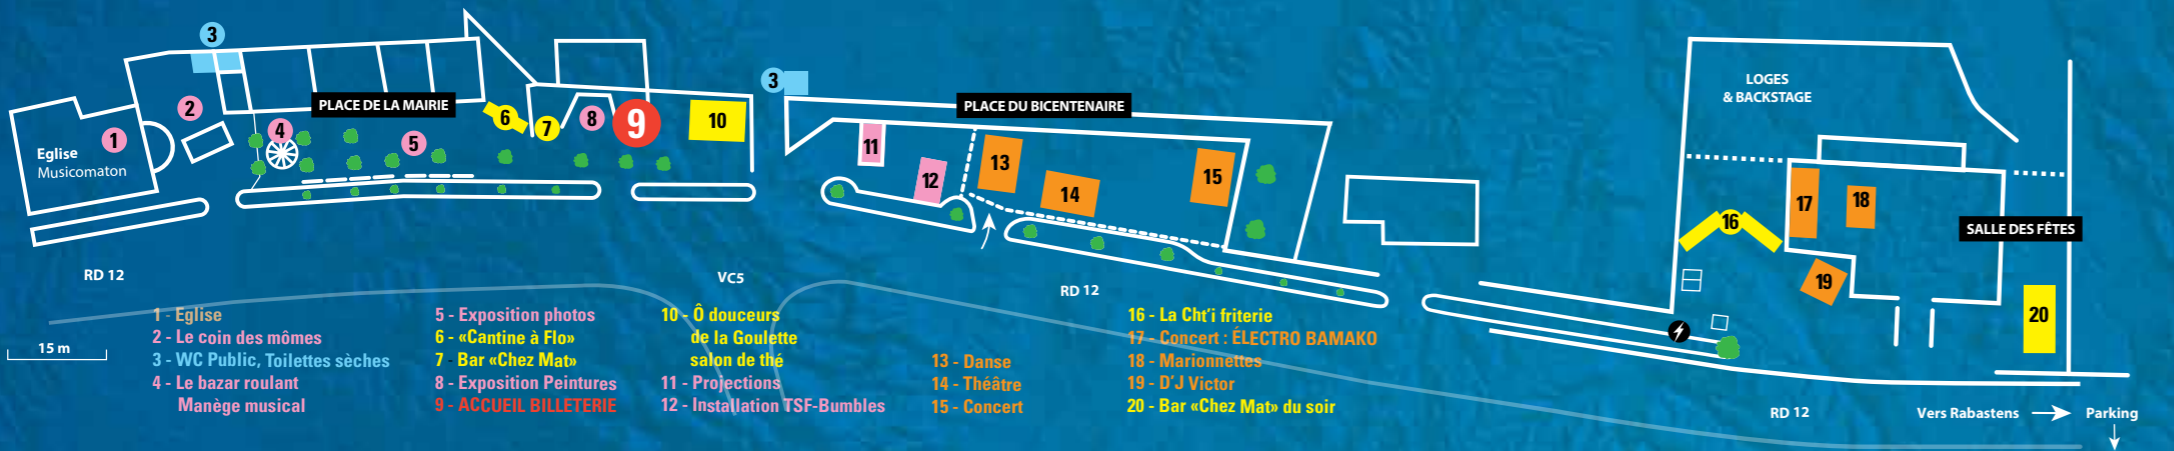 3
PLACE DE LA MAIRIE
2
1
4
5
6
7
8
9
10
Eglise
Musicomaton
3
PLACE DU BICENTENAIRE
11
12
13
14
15
LOGES
& BACKSTAGE
16
17
18
19
SALLE DES FÊTES
20
RD 12
VC5
RD 12
RD 12
Vers Rabastens
Parking
15 m
1 - Eglise
2 - Le coin des mômes
3 - WC Public, Toilettes sèches
4 - Le bazar roulant
Manège musical
5 - Exposition photos
6 - «Cantine à Flo»
7 - Bar «Chez Mat»
8 - Exposition Peintures
9 - ACCUEIL BILLETERIE
10 - Ô douceurs
de la Goulette
salon de thé
11 - Projections
12 - Installation TSF-Bumbles
13 - Danse
14 - Théâtre
15 - Concert
16 - La Cht'i friterie
17 - Concert : ÉLECTRO BAMAKO
18 - Marionnettes
19 - D'J Victor
20 - Bar «Chez Mat» du soir